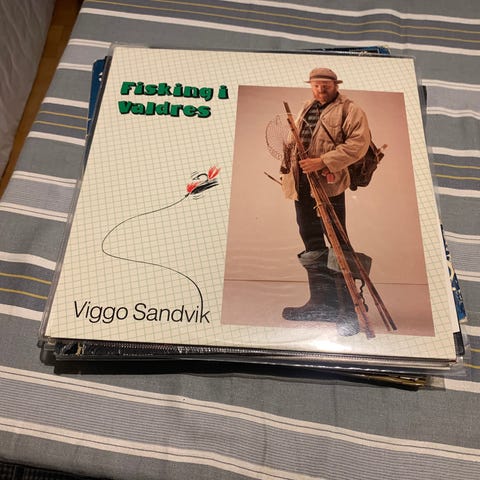 Fisking i
Valdres
Viggo Sandvik